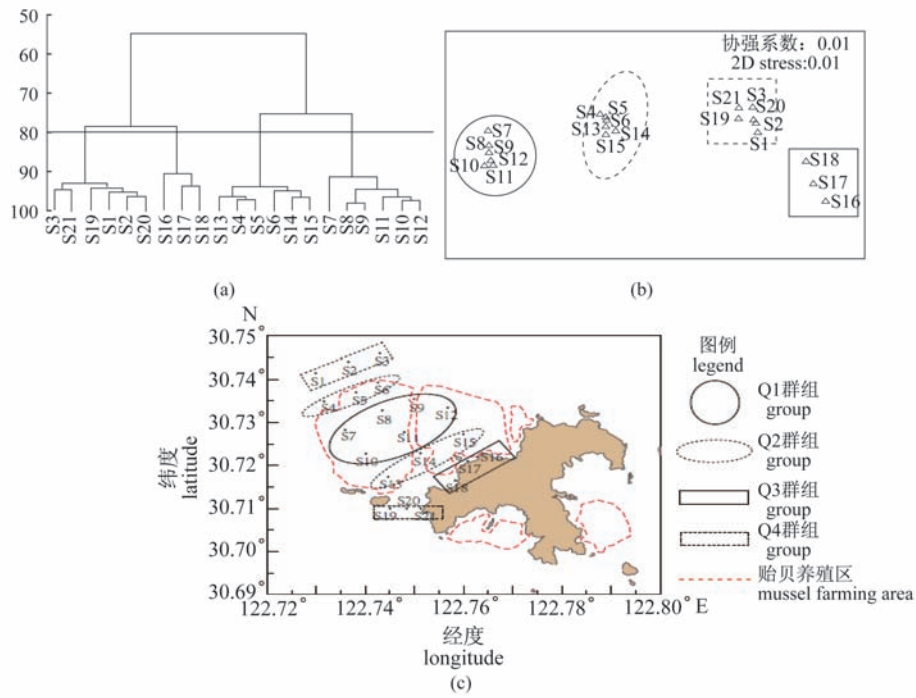 50
60
70
80
90
100
S3
S21
S19
S1
S2
S20
S16
S17
S18
S13
S4
S5
S6
S14
S15
S7
S8
S9
S11
S10
S12
(a)
协强系数：0.01
2D stress:0.01
S7
S8 S9
S10 S12
S11
S4 S5
S6
S13 S14
S15
S21 S3
S20
S19 S2
S1
S18
S17
S16
(b)
N
30.75°
30.74°
30.73°
30.72°
30.71°
30.70°
30.69°
纬度
latitude
S1 S2 S3
S4 S5 S6
S7 S8 S9 S12
S10 S11
S13 S14 S15
S16
S17
S18
S19 S20 S21
122.72° 122.74° 122.76° 122.78° 122.80° E
经度
longitude
(c)
图例
legend
Q1群组
group
Q2群组
group
Q3群组
group
Q4群组
group
贻贝养殖区
mussel farming area